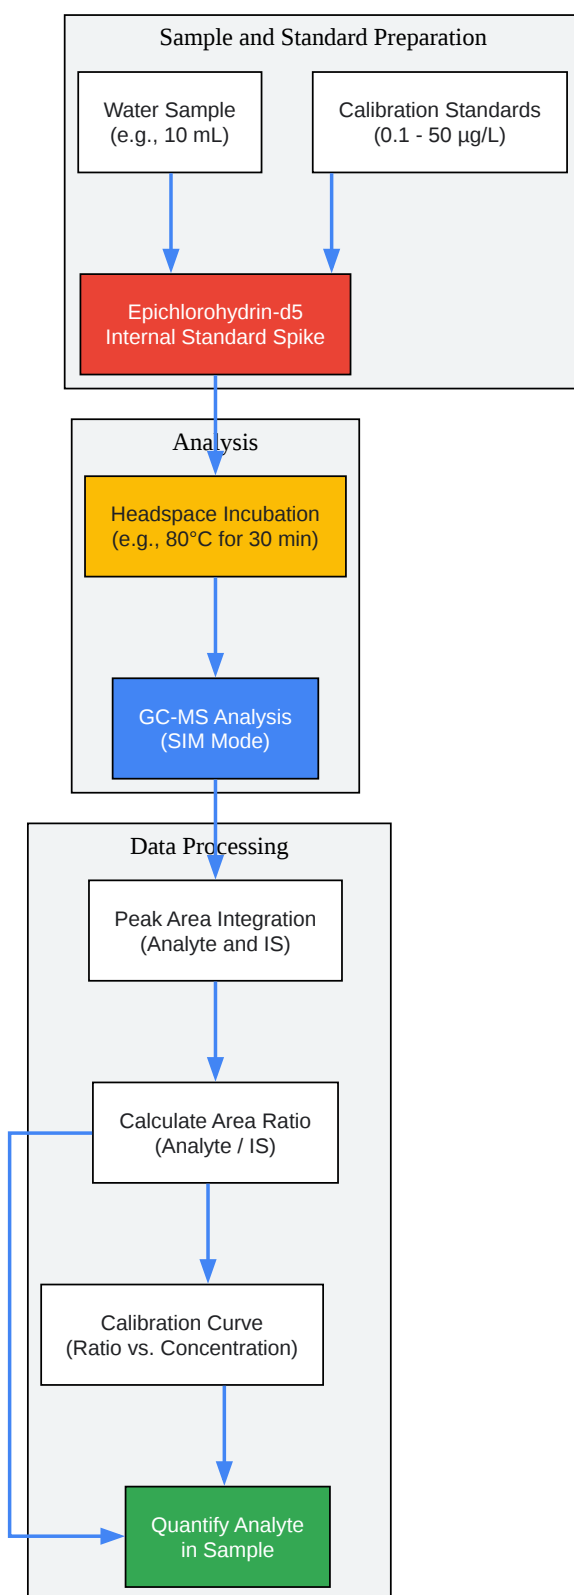 Sample and Standard Preparation
Water Sample
(e.g., 10 mL)
Calibration Standards
(0.1 - 50 µg/L)
Epichlorohydrin-d5
Internal Standard Spike
Analysis
Headspace Incubation
(e.g., 80°C for 30 min)
GC-MS Analysis
(SIM Mode)
Data Processing
Peak Area Integration
(Analyte and IS)
Calculate Area Ratio
(Analyte / IS)
Calibration Curve
(Ratio vs. Concentration)
Quantify Analyte
in Sample